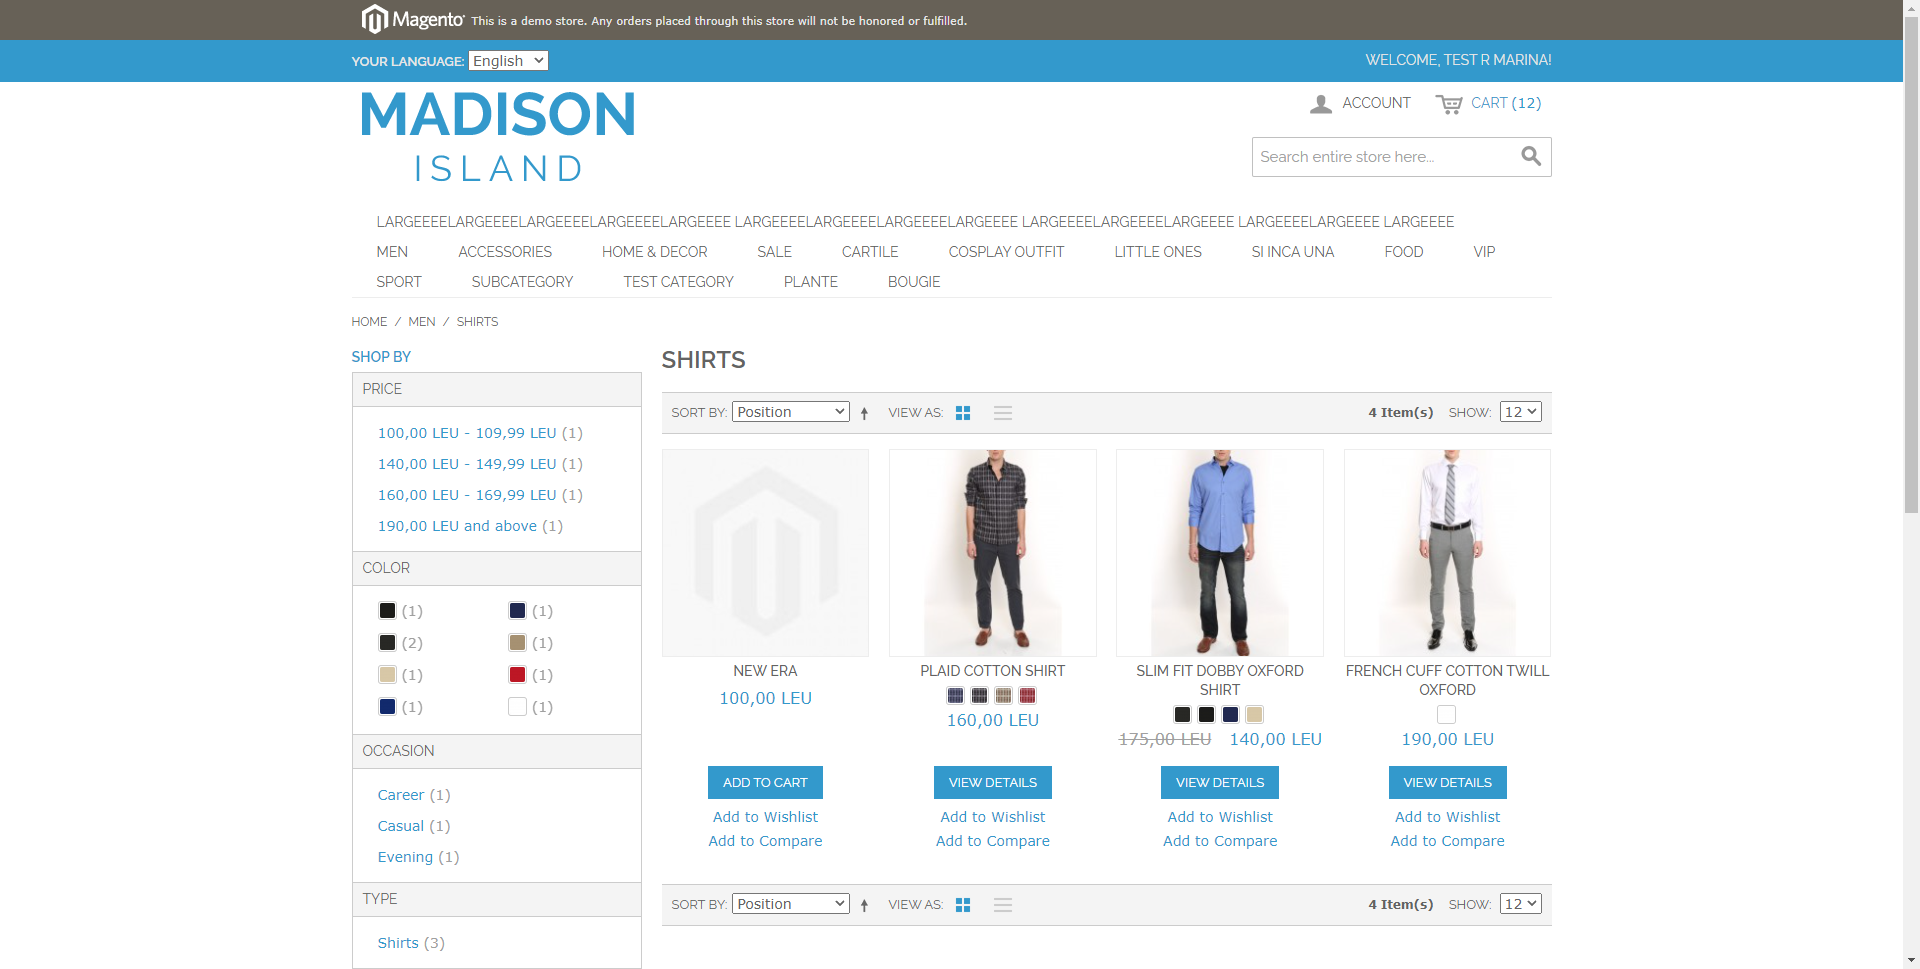 Magento This is a demo store. Any orders placed through this store will not be honored or fulfilled.
YOUR LANGUAGE: English
WELCOME, TEST R MARINA!
MADISON
ISLAND
ACCOUNT CART (12)
Search entire store here...
LARGEEEELARGEEEELARGEEEELARGEEEELARGEEEE LARGEEEELARGEEEELARGEEEELARGEEEE LARGEEEELARGEEEELARGEEEE LARGEEEELARGEEEE LARGEEEE
MEN ACCESSORIES HOME & DECOR SALE CARTILE COSPLAY OUTFIT LITTLE ONES SI INCA UNA FOOD VIP
SPORT SUBCATEGORY TEST CATEGORY PLANTE BOUGIE
HOME / MEN / SHIRTS
SHOP BY
PRICE
100,00 LEU - 109,99 LEU (1)
140,00 LEU - 149,99 LEU (1)
160,00 LEU - 169,99 LEU (1)
190,00 LEU and above (1)
COLOR
(1) (1)
(2) (1)
(1) (1)
(1) (1)
OCCASION
Career (1)
Casual (1)
Evening (1)
TYPE
Shirts (3)
SHIRTS
SORT BY: Position VIEW AS: 4 Item(s) SHOW: 12
NEW ERA
100,00 LEU
ADD TO CART
Add to Wishlist
Add to Compare
PLAID COTTON SHIRT
160,00 LEU
VIEW DETAILS
Add to Wishlist
Add to Compare
SLIM FIT DOBBY OXFORD
SHIRT
175,00 LEU 140,00 LEU
VIEW DETAILS
Add to Wishlist
Add to Compare
FRENCH CUFF COTTON TWILL
OXFORD
190,00 LEU
VIEW DETAILS
Add to Wishlist
Add to Compare
SORT BY: Position VIEW AS: 4 Item(s) SHOW: 12